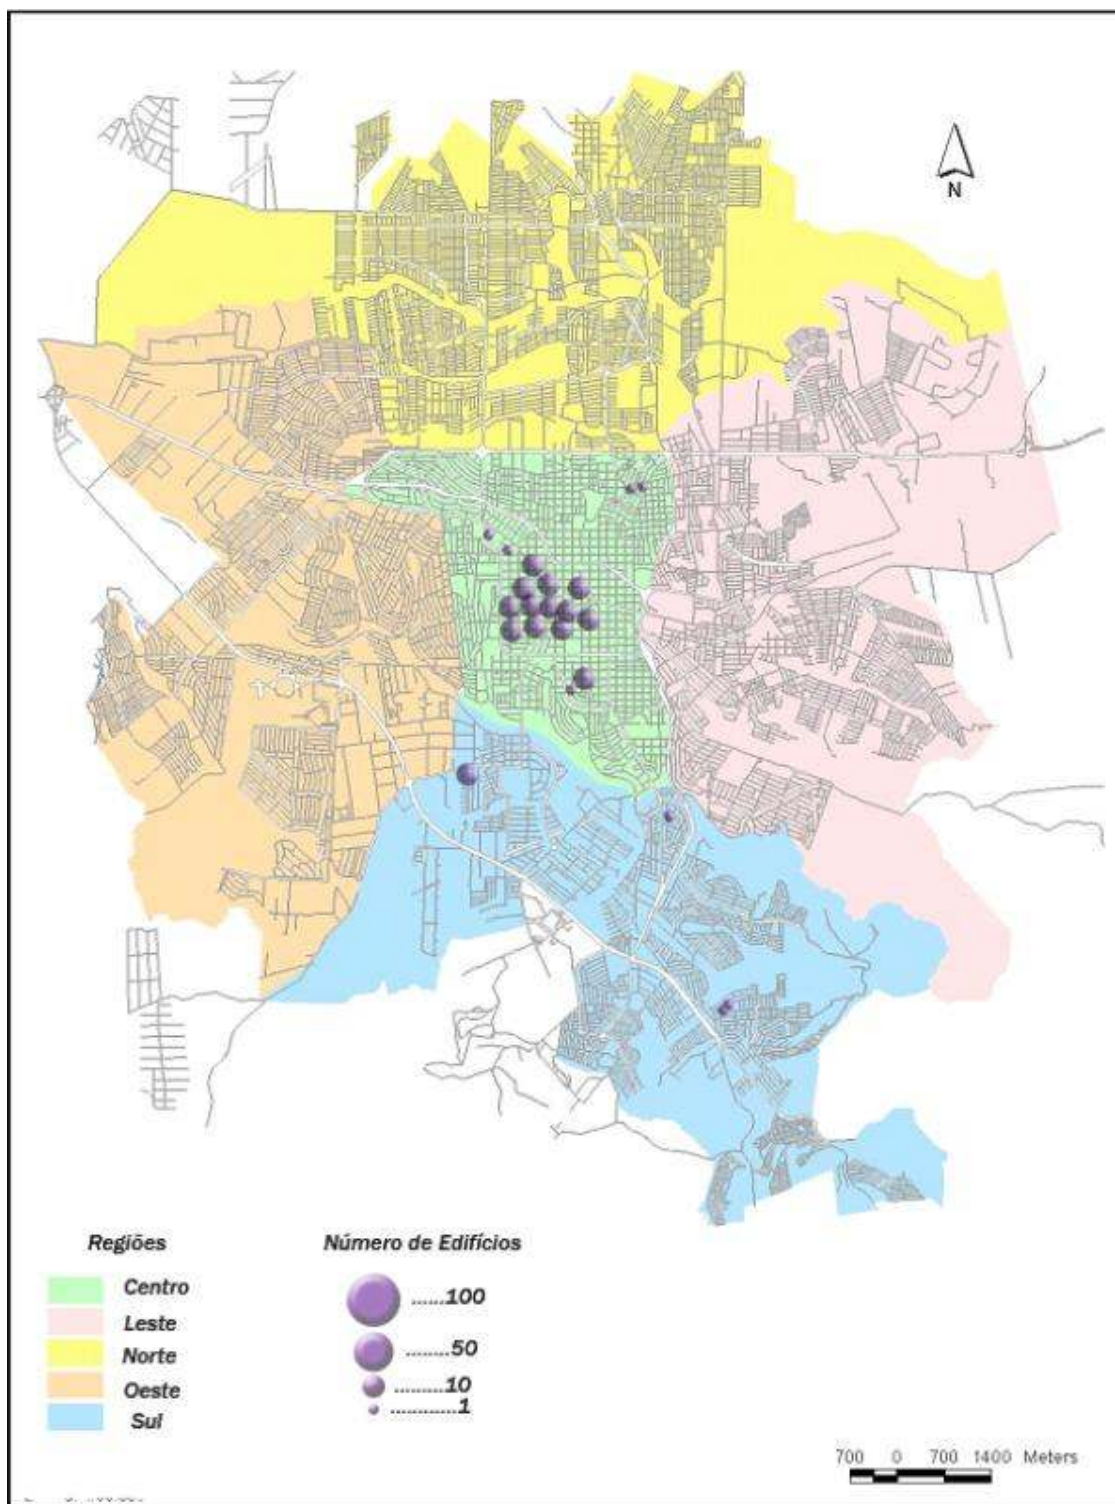 N
Regiões
Centro
Leste
Norte
Oeste
Sul
Número de Edifícios
......100
........50
..........10
..............1
700 0 700 1400 Meters